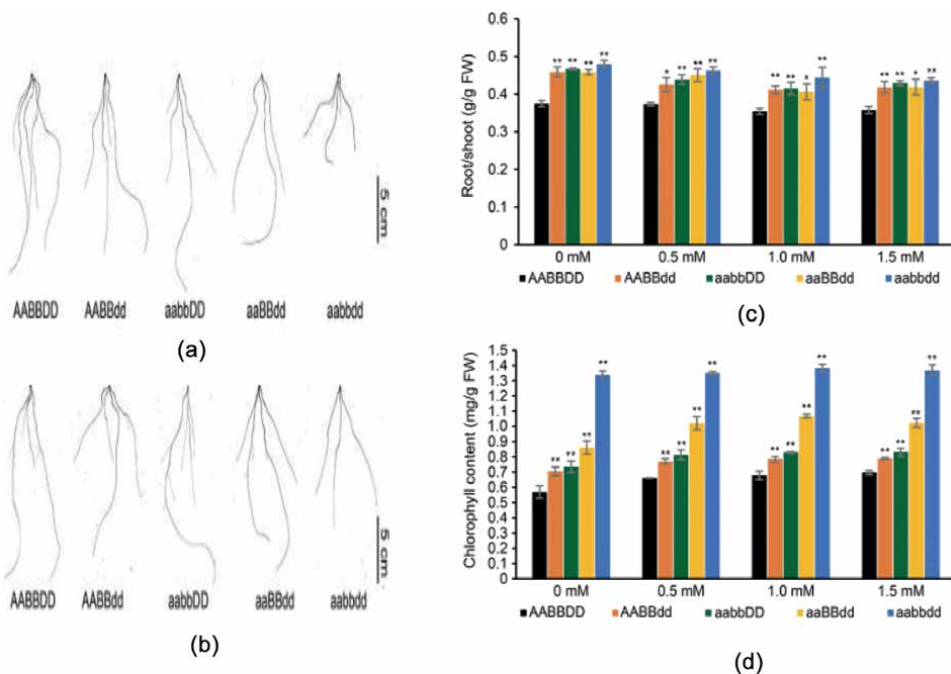 5 cm
AABBDD AABBdd aabbDD aaBBdd aabbdd
(a)
5 cm
AABBDD AABBdd aabbDD aaBBdd aabbdd
(b)
Root/shoot (g/g FW)
0.6
0.5
0.4
0.3
0.2
0.1
0
** ** ** **
* ** ** **
** ** * **
** ** * **
0 mM 0.5 mM 1.0 mM 1.5 mM
AABBDD AABBdd aabbDD aaBBdd aabbdd
(c)
Chlorophyll content (mg/g FW)
1.5
1.4
1.3
1.2
1.1
1.0
0.9
0.8
0.7
0.6
0.5
0.4
0.3
0.2
0.1
0
** ** ** **
** ** ** **
** ** ** **
** ** ** **
0 mM 0.5 mM 1.0 mM 1.5 mM
AABBDD AABBdd aabbDD aaBBdd aabbdd
(d)